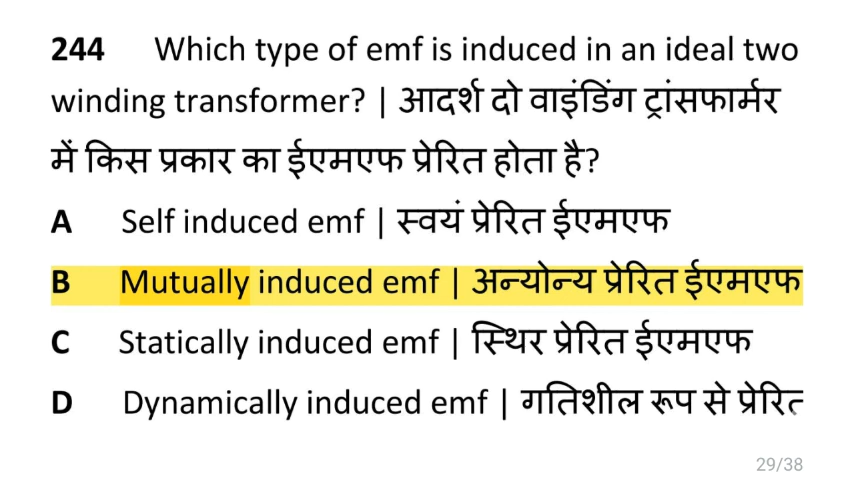 244 Which type of emf is induced in an ideal two
winding transformer? | आदर्श दो वाइंडिंग ट्रांसफार्मर
में किस प्रकार का ईएमएफ प्रेरित होता है?
A Self induced emf | स्वयं प्रेरित ईएमएफ
B Mutually induced emf | अन्योन्य प्रेरित ईएमएफ
C Statically induced emf | स्थिर प्रेरित ईएमएफ
D Dynamically induced emf | गतिशील रूप से प्रेरित
29/38